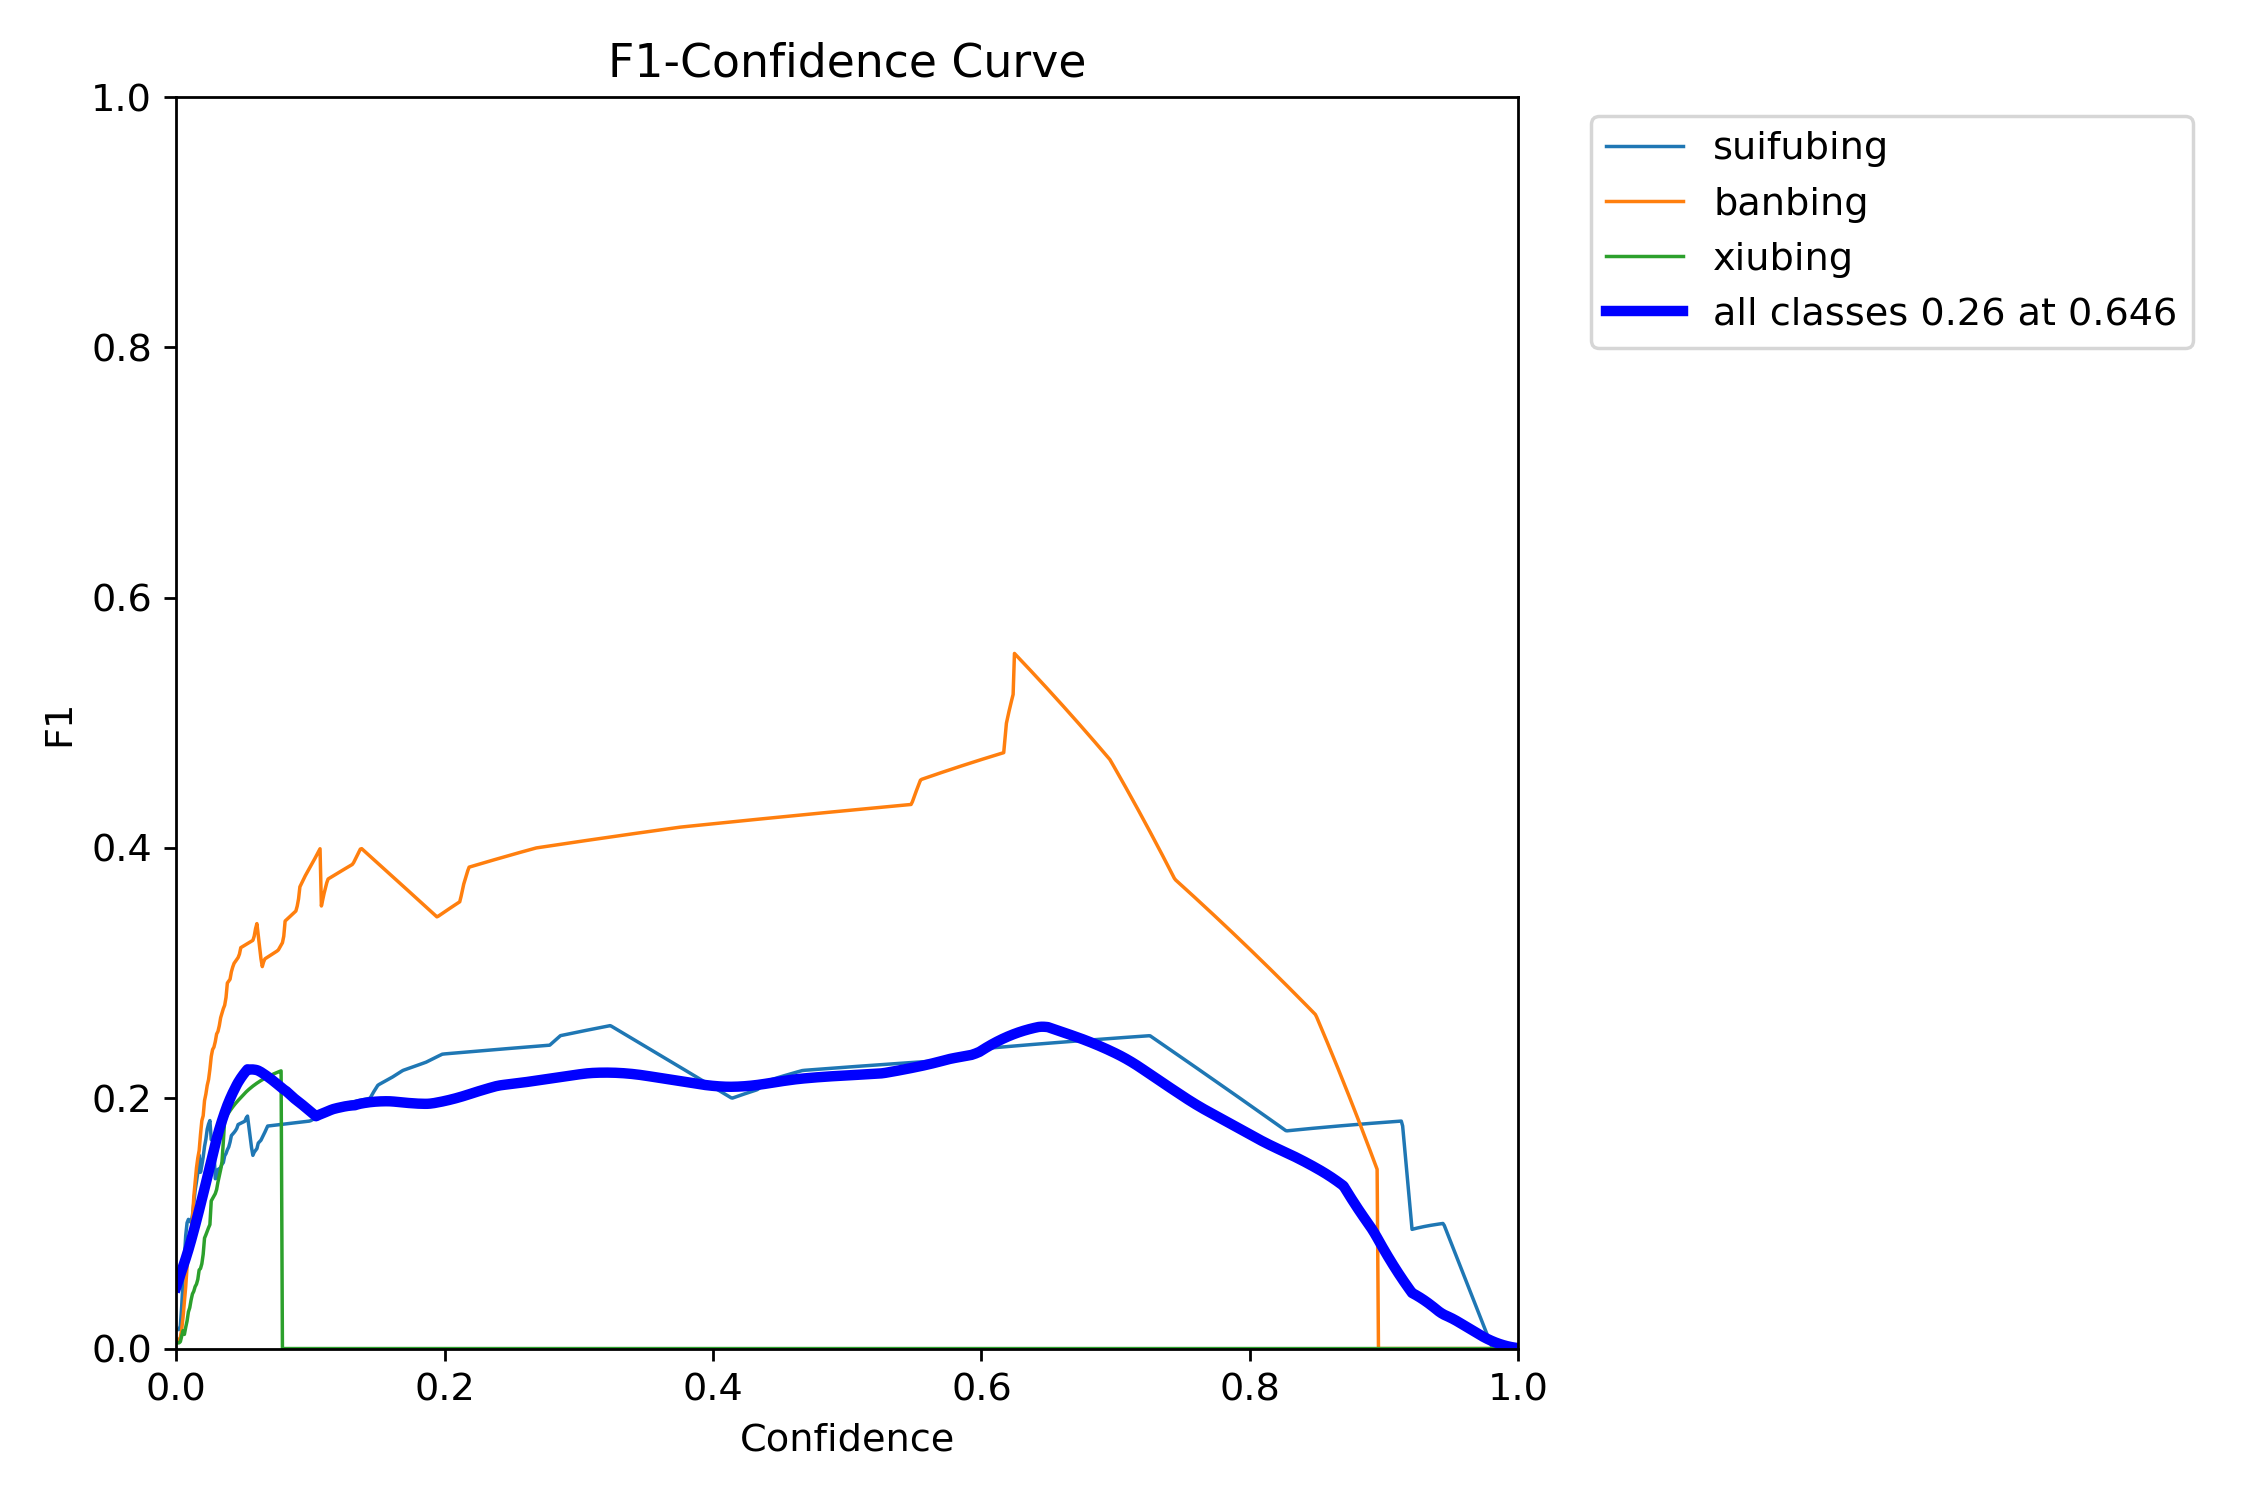 F1-Confidence Curve
1.0
0.8
0.6
0.4
0.2
0.0
F1
0.0 0.2 0.4 0.6 0.8 1.0
Confidence
suifubing
banbing
xiubing
all classes 0.26 at 0.646